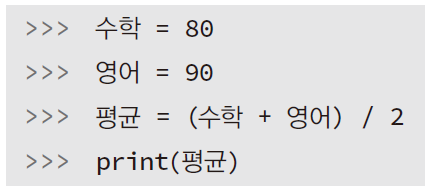 >>> 수학 = 80
>>> 영어 = 90
>>> 평균 = (수학 + 영어) / 2
>>> print(평균)